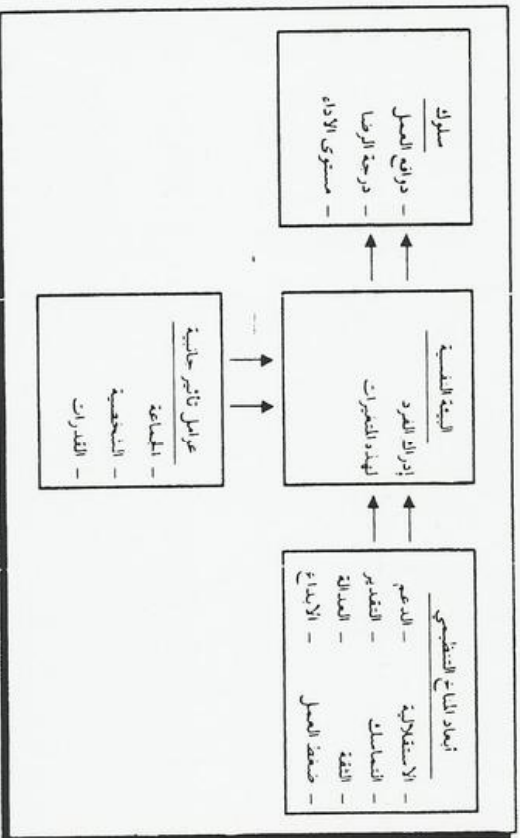 أبعاد المناخ التنظيمي
- الاستقلالية - الدعم
- التماسك - التقدير
- الثقة - العدالة
- ضغط العمل - الابداع
البيئة النفسية
إدراك الفرد
لهذه المتغيرات
سلوك
- دوافع العمل
- درجة الرضا
- مستوى الأداء
عوامل تأثير جانبية
- الجماعة
- الشخصية
- القدرات